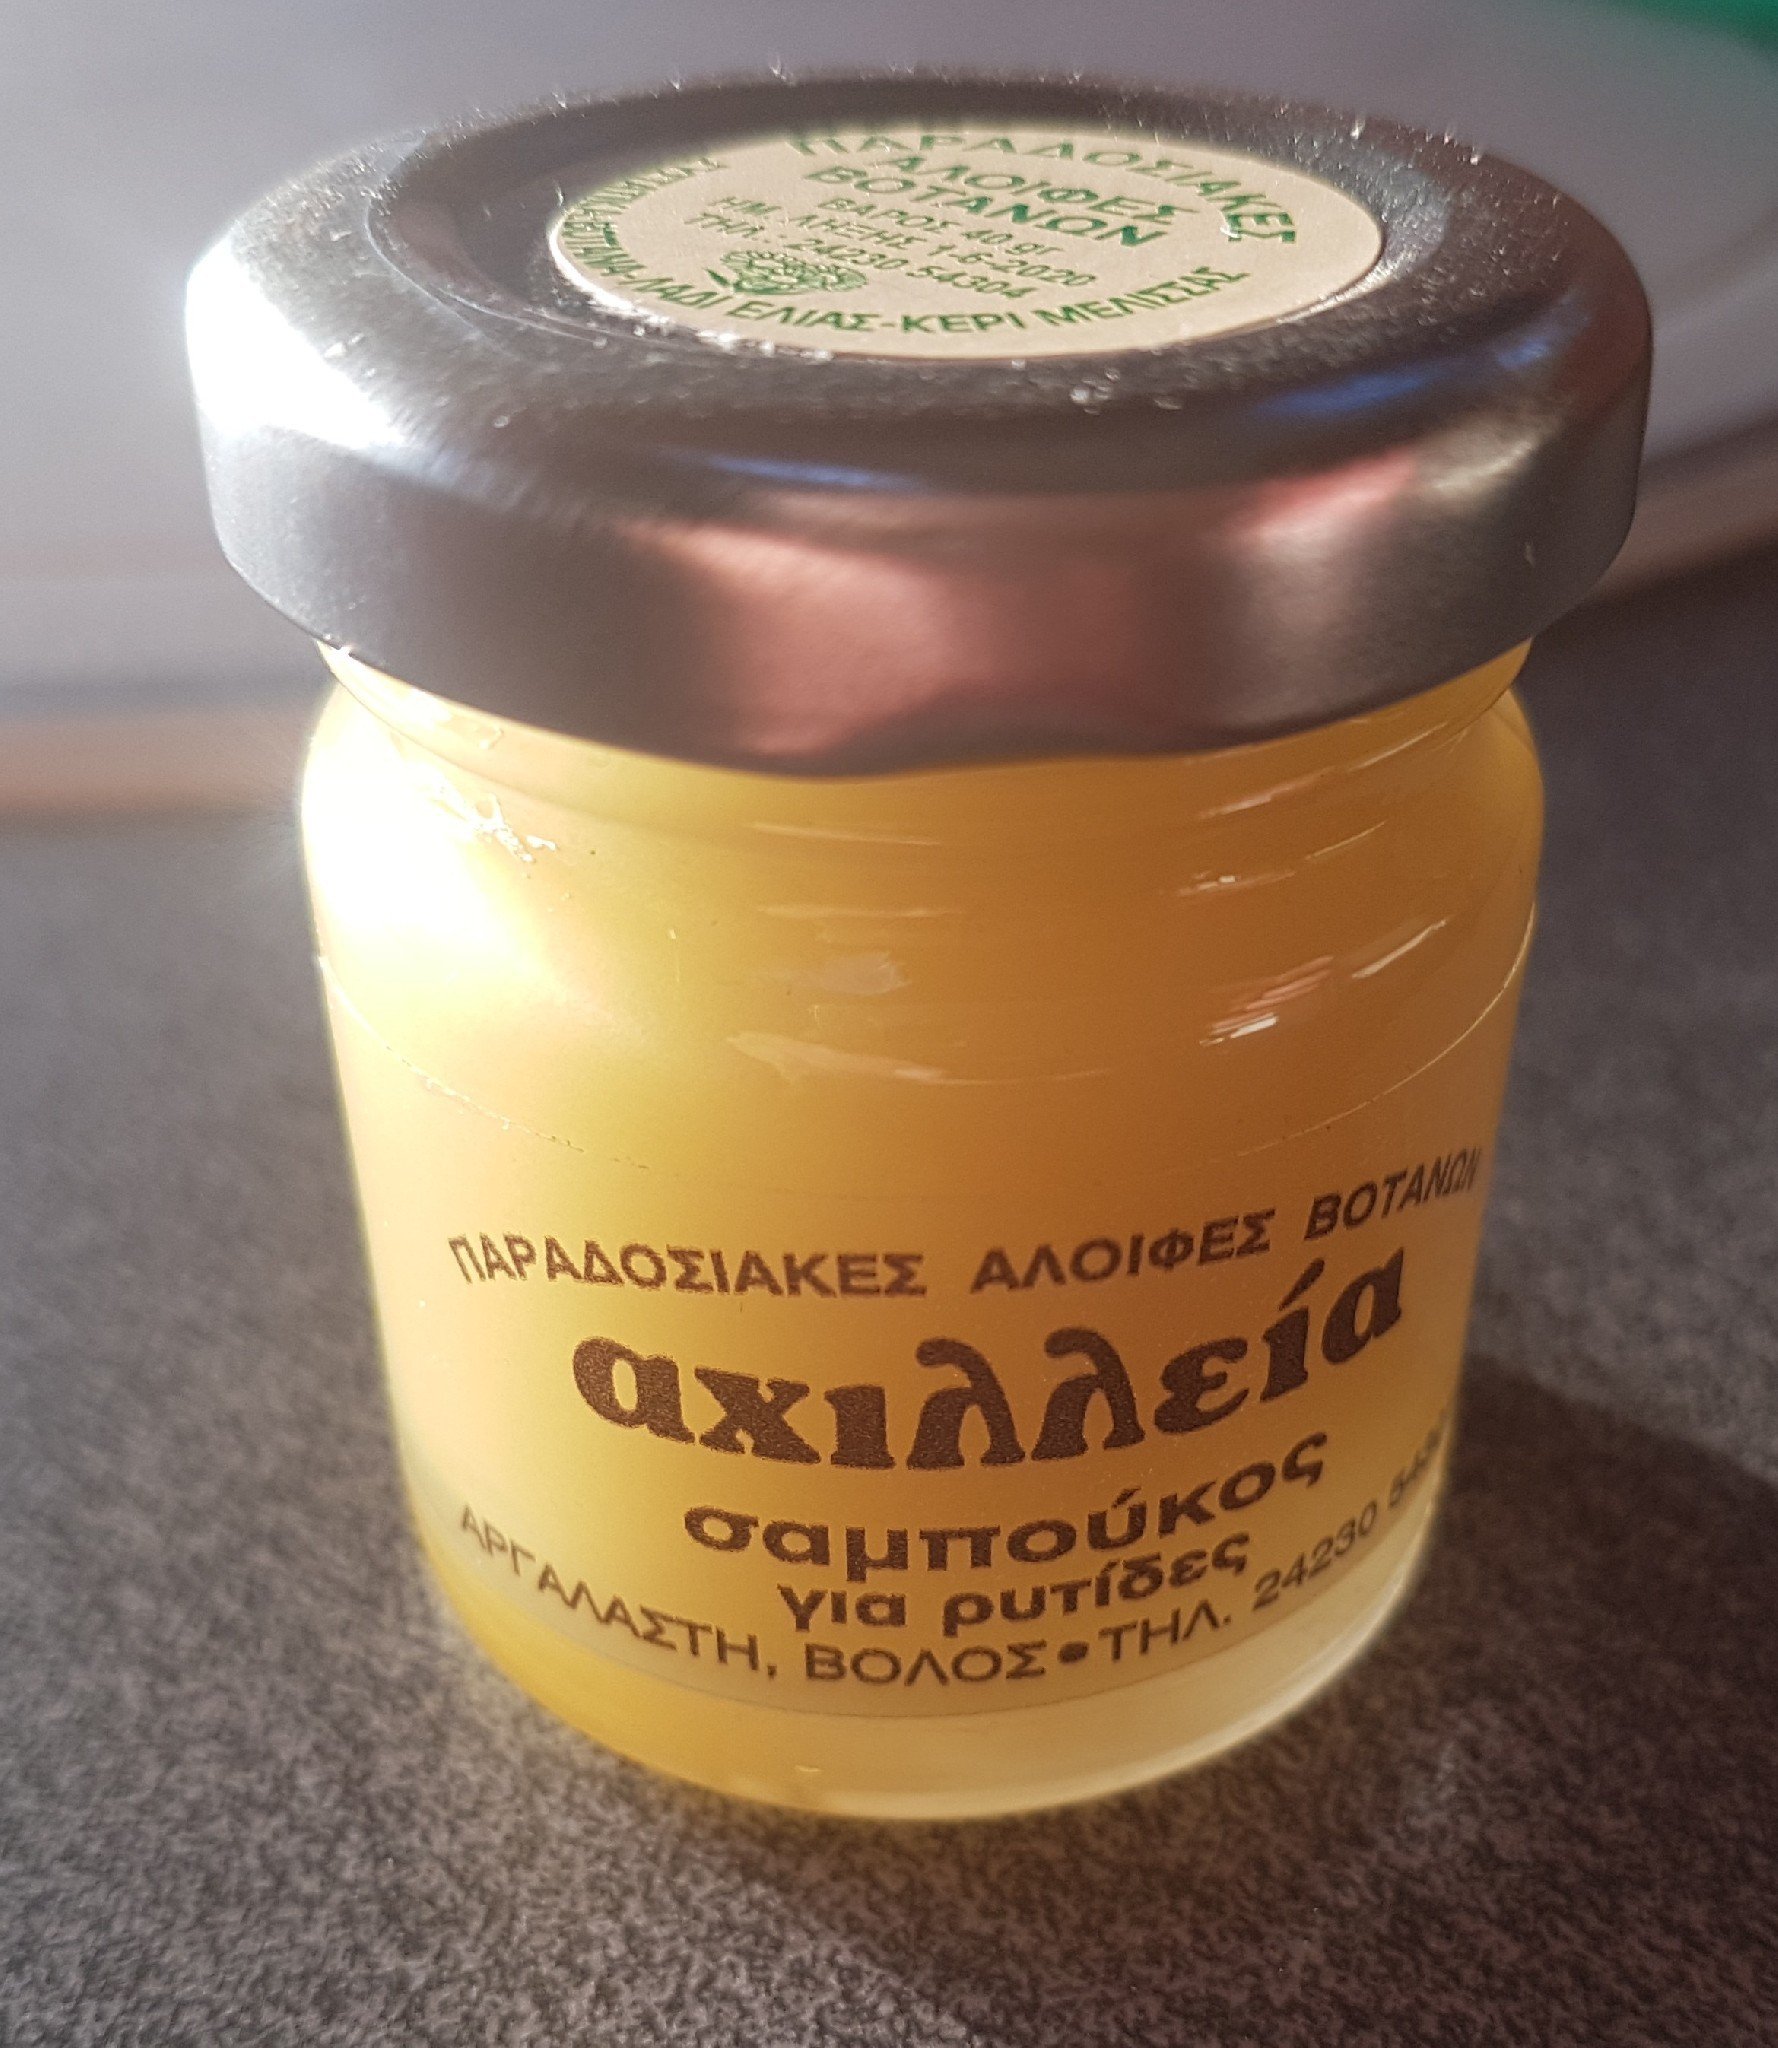 ΠΑΡΑΔΟΣΙΑΚΕΣ
ΑΛΟΙΦΕΣ
ΒΟΤΑΝΩΝ
ΒΑΡΟΣ 40 gr
ΗΜ. ΛΗΞΗΣ 1-6-2020
ΤΗΛ.: 24230 54304
ΛΑΔΙ ΕΛΙΑΣ-ΚΕΡΙ ΜΕΛΙΣΣΑΣ
ΠΑΡΑΔΟΣΙΑΚΕΣ ΑΛΟΙΦΕΣ ΒΟΤΑΝΩΝ
αχιλλεία
σαμπούκος
για ρυτίδες
ΑΡΓΑΛΑΣΤΗ, ΒΟΛΟΣ • ΤΗΛ. 24230